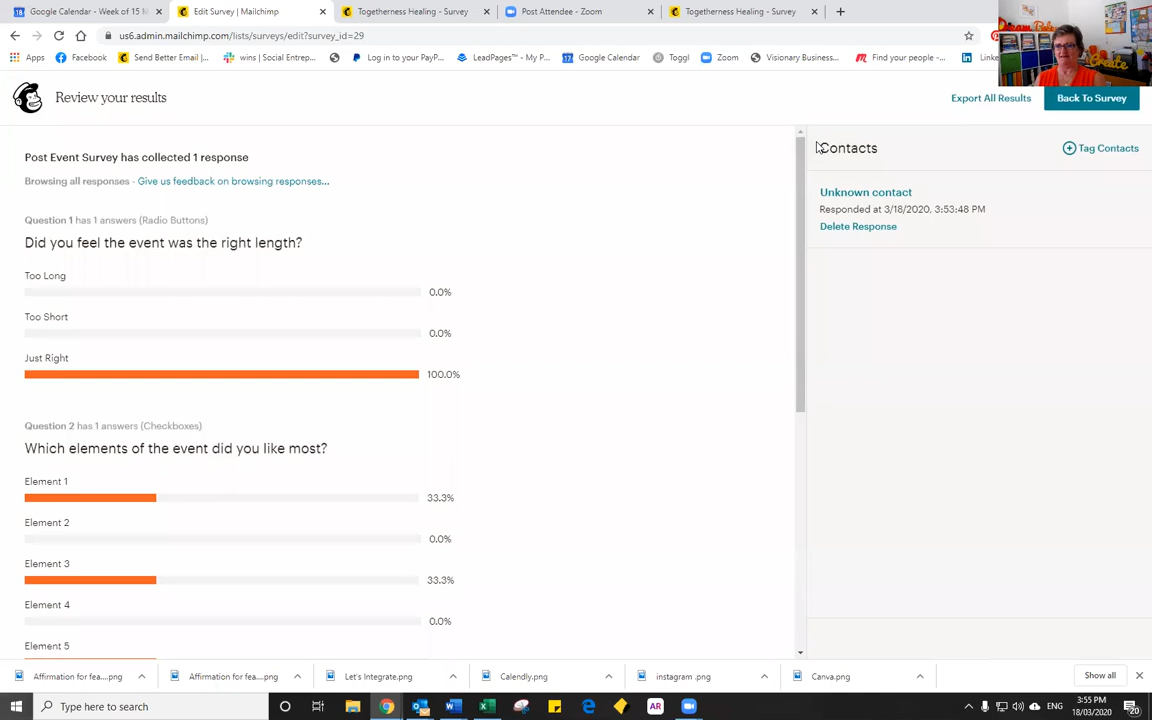 Google Calendar - Week of 15 M
Edit Survey | Mailchimp
Togetherness Healing - Survey
Post Attendee - Zoom
Togetherness Healing - Survey
us6.admin.mailchimp.com/lists/surveys/edit?survey_id=29
Apps
Facebook
Send Better Email |...
wins | Social Entrep...
Log in to your PayP...
LeadPages™ - My P...
Google Calendar
Toggl
Zoom
Visionary Business...
Find your people -...
Linke
Create
Review your results
Export All Results
Back To Survey
Post Event Survey has collected 1 response
Browsing all responses - Give us feedback on browsing responses...
Question 1 has 1 answers (Radio Buttons)
Did you feel the event was the right length?
Too Long
0.0%
Too Short
0.0%
Just Right
100.0%
Question 2 has 1 answers (Checkboxes)
Which elements of the event did you like most?
Element 1
33.3%
Element 2
0.0%
Element 3
33.3%
Element 4
0.0%
Element 5
Contacts
Tag Contacts
Unknown contact
Responded at 3/18/2020, 3:53:48 PM
Delete Response
Affirmation for fea....png
Affirmation for fea....png
Let's Integrate.png
Calendly.png
instagram .png
Canva.png
Show all
Type here to search
AR
ENG
3:55 PM
18/03/2020
20